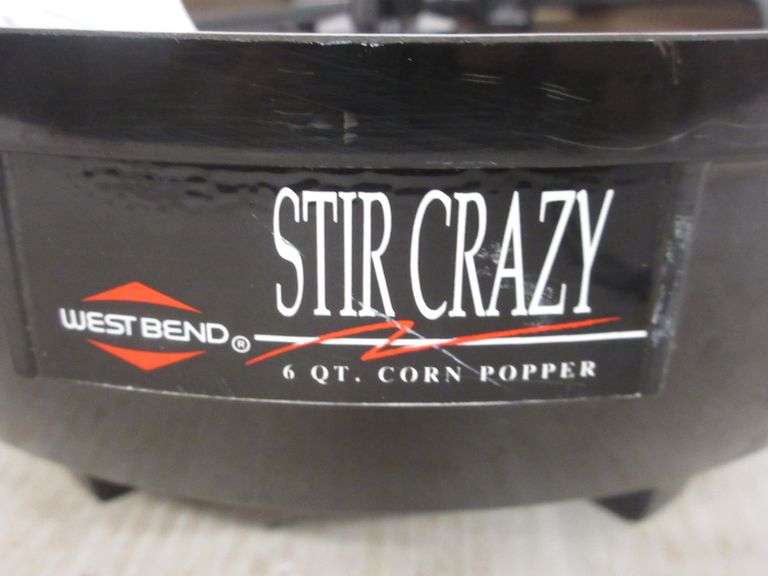 STIR CRAZY
WEST BEND®
6 QT. CORN POPPER